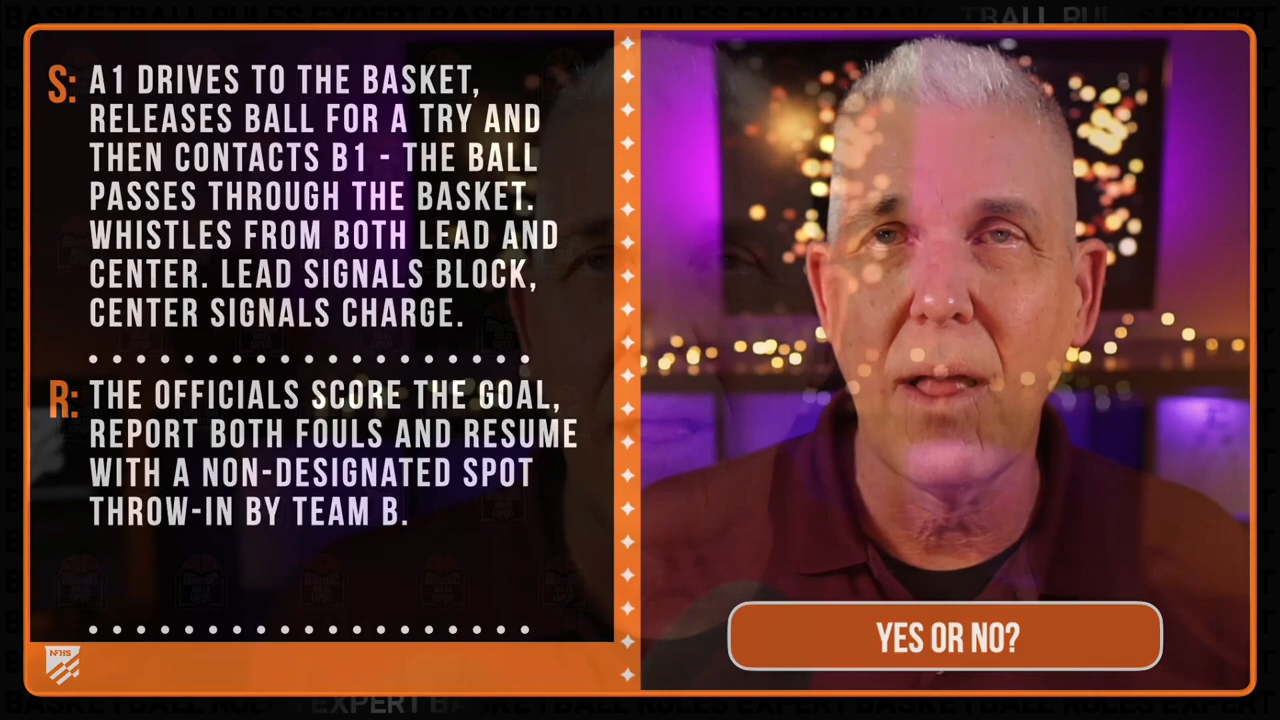 S: A1 DRIVES TO THE BASKET,
RELEASES BALL FOR A TRY AND
THEN CONTACTS B1 - THE BALL
PASSES THROUGH THE BASKET.
WHISTLES FROM BOTH LEAD AND
CENTER. LEAD SIGNALS BLOCK,
CENTER SIGNALS CHARGE.
R: THE OFFICIALS SCORE THE GOAL,
REPORT BOTH FOULS AND RESUME
WITH A NON-DESIGNATED SPOT
THROW-IN BY TEAM B.
NFHS
YES OR NO?